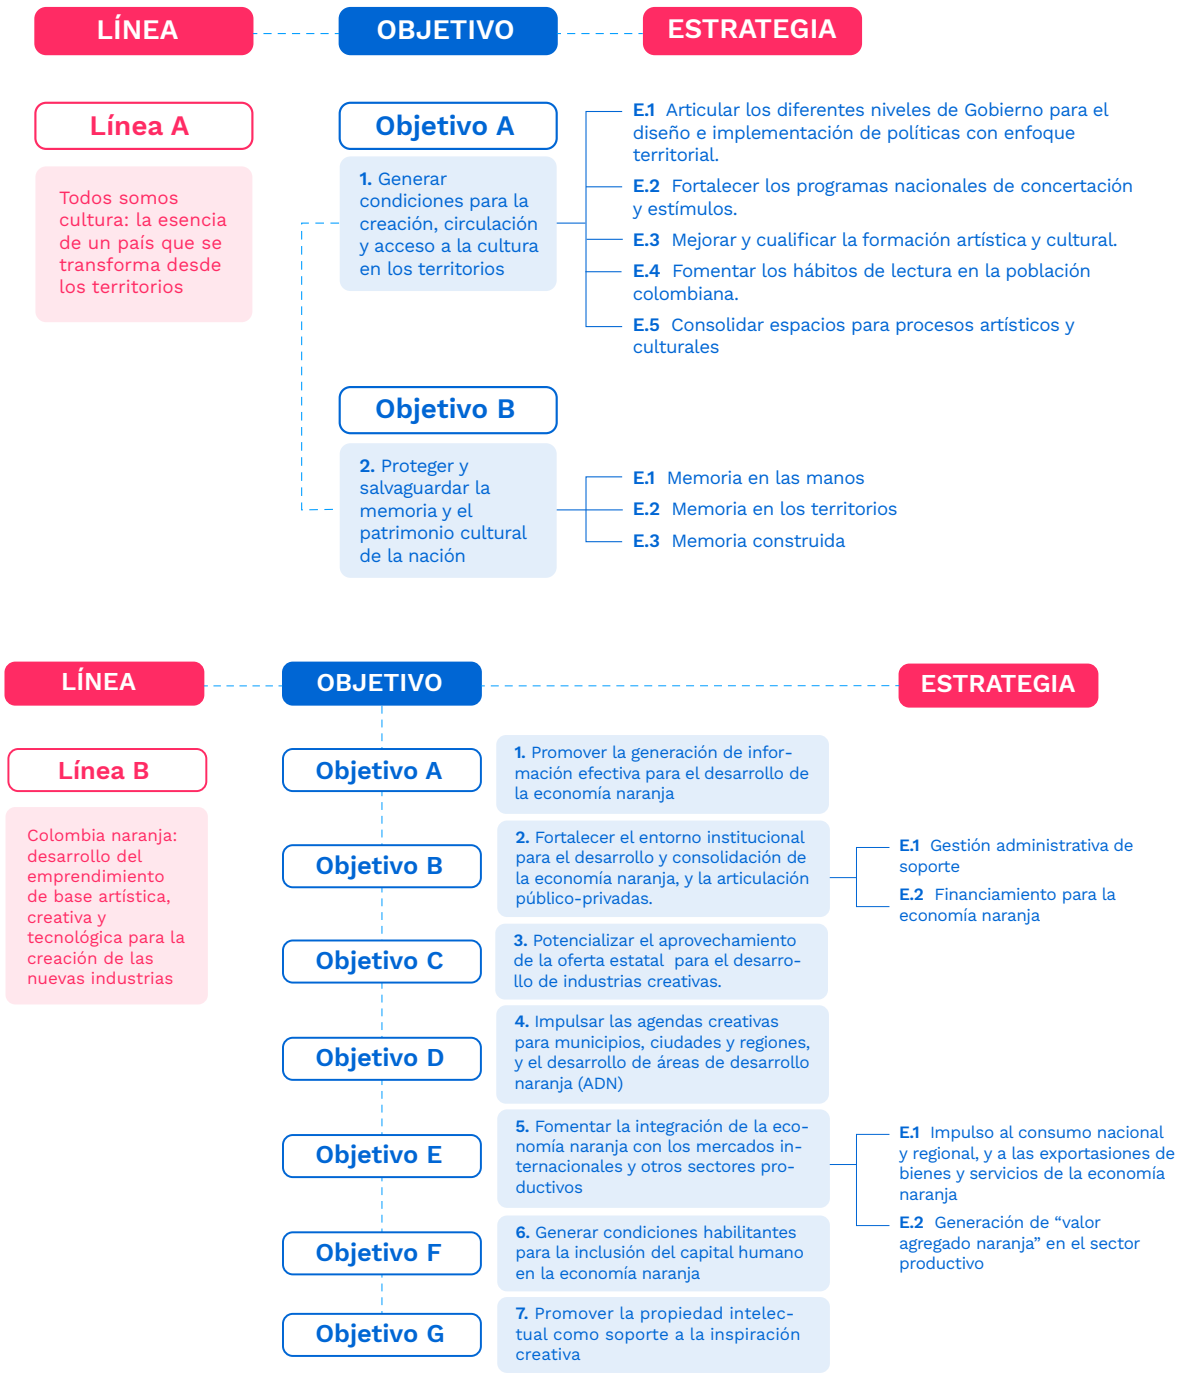 LÍNEA
OBJETIVO
ESTRATEGIA
Línea A
Todos somos
cultura: la esencia
de un país que se
transforma desde
los territorios
Objetivo A
1. Generar
condiciones para la
creación, circulación
y acceso a la cultura
en los territorios
E.1 Articular los diferentes niveles de Gobierno para el
diseño e implementación de políticas con enfoque
territorial.
E.2 Fortalecer los programas nacionales de concertación
y estímulos.
E.3 Mejorar y cualificar la formación artística y cultural.
E.4 Fomentar los hábitos de lectura en la población
colombiana.
E.5 Consolidar espacios para procesos artísticos y
culturales
Objetivo B
2. Proteger y
salvaguardar la
memoria y el
patrimonio cultural
de la nación
E.1 Memoria en las manos
E.2 Memoria en los territorios
E.3 Memoria construida
LÍNEA
OBJETIVO
ESTRATEGIA
Línea B
Colombia naranja:
desarrollo del
emprendimiento
de base artística,
creativa y
tecnológica para la
creación de las
nuevas industrias
Objetivo A
1. Promover la generación de infor-
mación efectiva para el desarrollo de
la economía naranja
Objetivo B
2. Fortalecer el entorno institucional
para el desarrollo y consolidación de
la economía naranja, y la articulación
público-privadas.
E.1 Gestión administrativa de
soporte
E.2 Financiamiento para la
economía naranja
Objetivo C
3. Potencializar el aprovechamiento
de la oferta estatal para el desarro-
llo de industrias creativas.
Objetivo D
4. Impulsar las agendas creativas
para municipios, ciudades y regiones,
y el desarrollo de áreas de desarrollo
naranja (ADN)
Objetivo E
5. Fomentar la integración de la eco-
nomía naranja con los mercados in-
ternacionales y otros sectores pro-
ductivos
E.1 Impulso al consumo nacional
y regional, y a las exportasiones de
bienes y servicios de la economía
naranja
E.2 Generación de “valor
agregado naranja” en el sector
productivo
Objetivo F
6. Generar condiciones habilitantes
para la inclusión del capital humano
en la economía naranja
Objetivo G
7. Promover la propiedad intelec-
tual como soporte a la inspiración
creativa